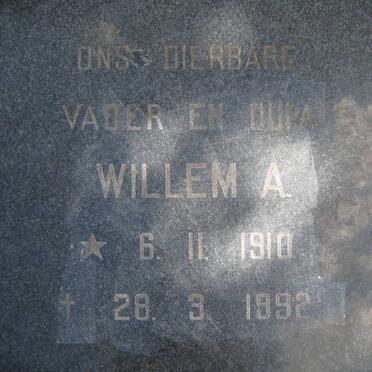 ONS DIERBARE
VADER EN OUPA
WILLEM A.
★ 6. 11. 1910
† 28. 3. 1992